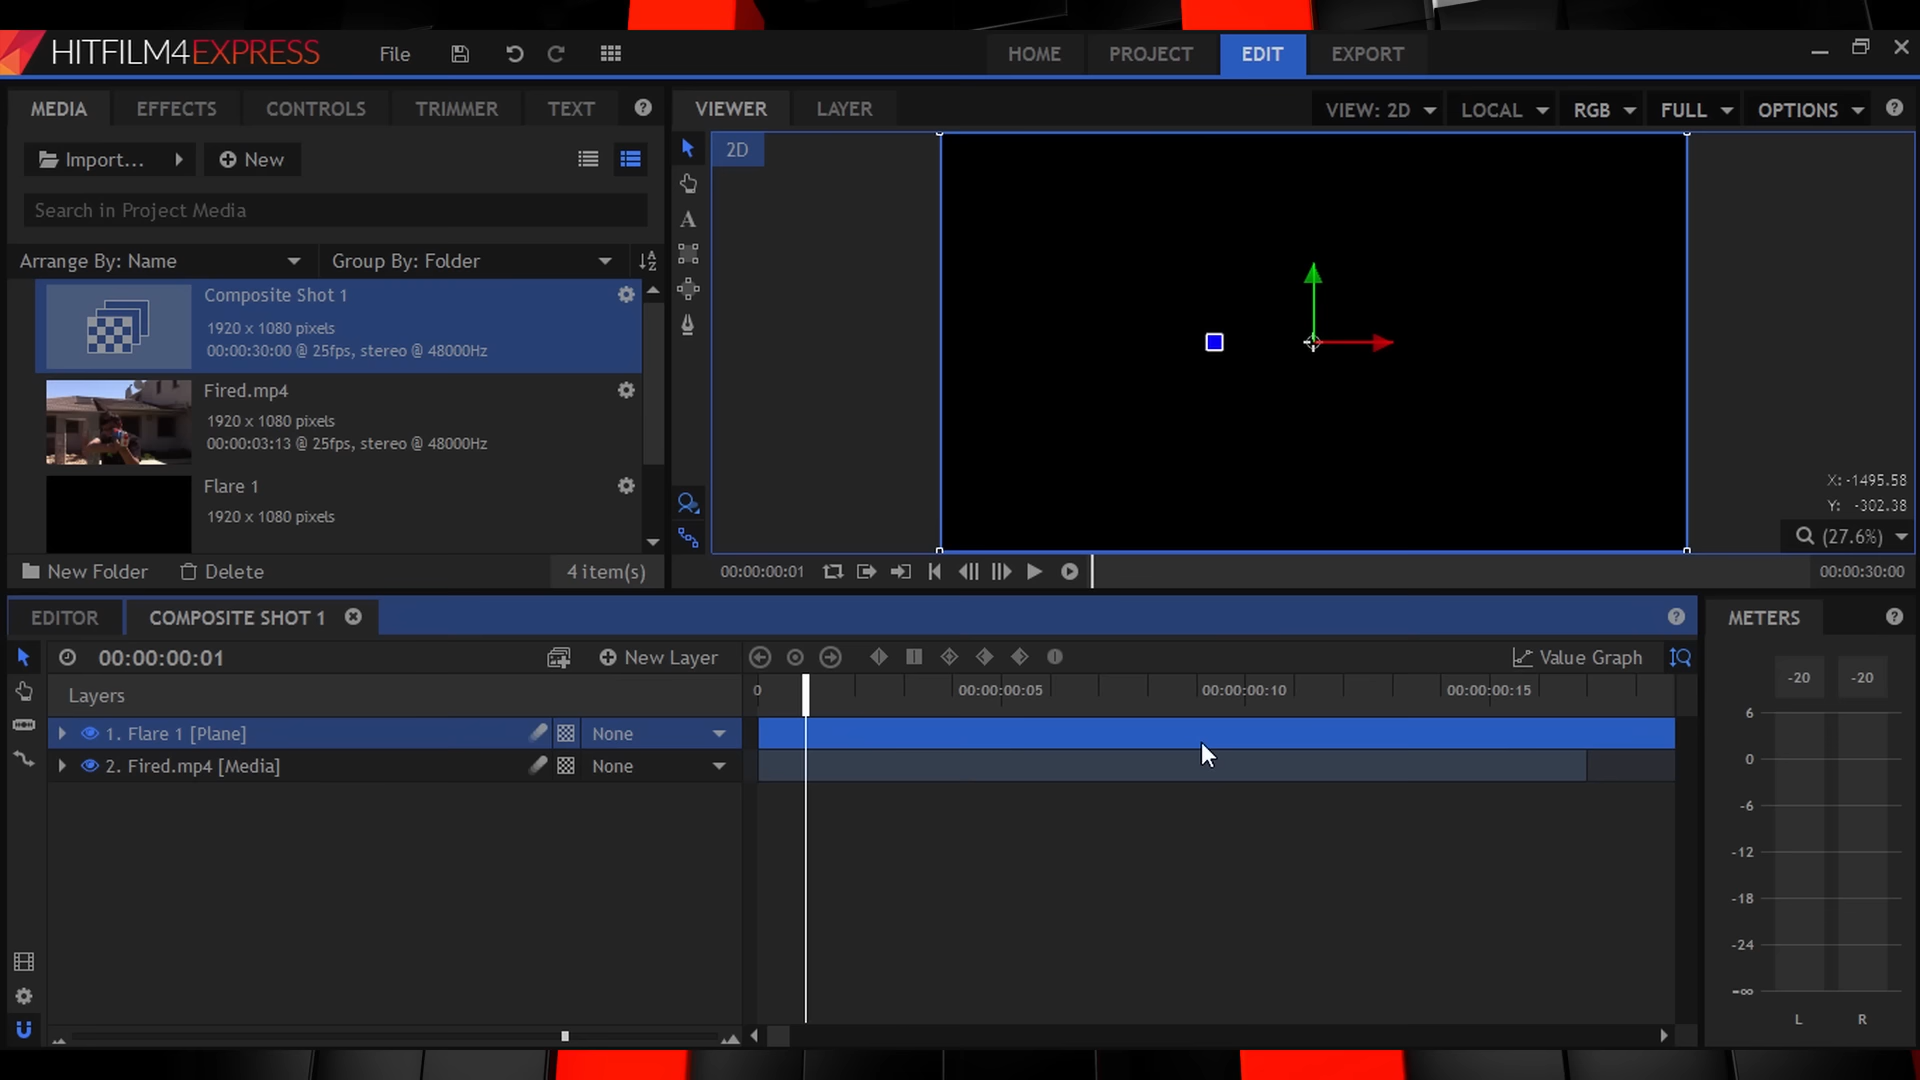 HITFILM4EXPRESS File HOME PROJECT EDIT EXPORT
MEDIA EFFECTS CONTROLS TRIMMER TEXT VIEWER LAYER VIEW: 2D LOCAL RGB FULL OPTIONS
Import... New
2D
Search in Project Media
Arrange By: Name Group By: Folder
Composite Shot 1
1920 x 1080 pixels
00:00:30:00 @ 25fps, stereo @ 48000Hz
Fired.mp4
1920 x 1080 pixels
00:00:03:13 @ 25fps, stereo @ 48000Hz
Flare 1
1920 x 1080 pixels
X: -1495.58
Y: -302.38
(27.6%)
New Folder Delete 4 item(s)
00:00:00:01 00:00:30:00
EDITOR COMPOSITE SHOT 1 METERS
00:00:00:01 New Layer Value Graph
-20 -20
Layers 0 00:00:00:05 00:00:00:10 00:00:00:15
1. Flare 1 [Plane] None
2. Fired.mp4 [Media] None
6
0
-6
-12
-18
-24
-∞
L R